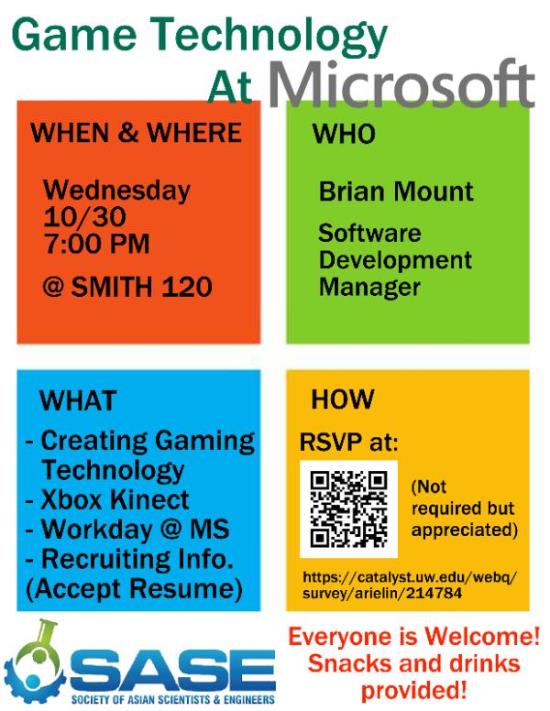 Game Technology
At Microsoft
WHEN & WHERE
Wednesday
10/30
7:00 PM
@ SMITH 120
WHO
Brian Mount
Software
Development
Manager
WHAT
- Creating Gaming
Technology
- Xbox Kinect
- Workday @ MS
- Recruiting Info.
(Accept Resume)
HOW
RSVP at:
(Not
required but
appreciated)
https://catalyst.uw.edu/webq/
survey/arielin/214784
SASE
SOCIETY OF ASIAN SCIENTISTS & ENGINEERS
Everyone is Welcome!
Snacks and drinks
provided!